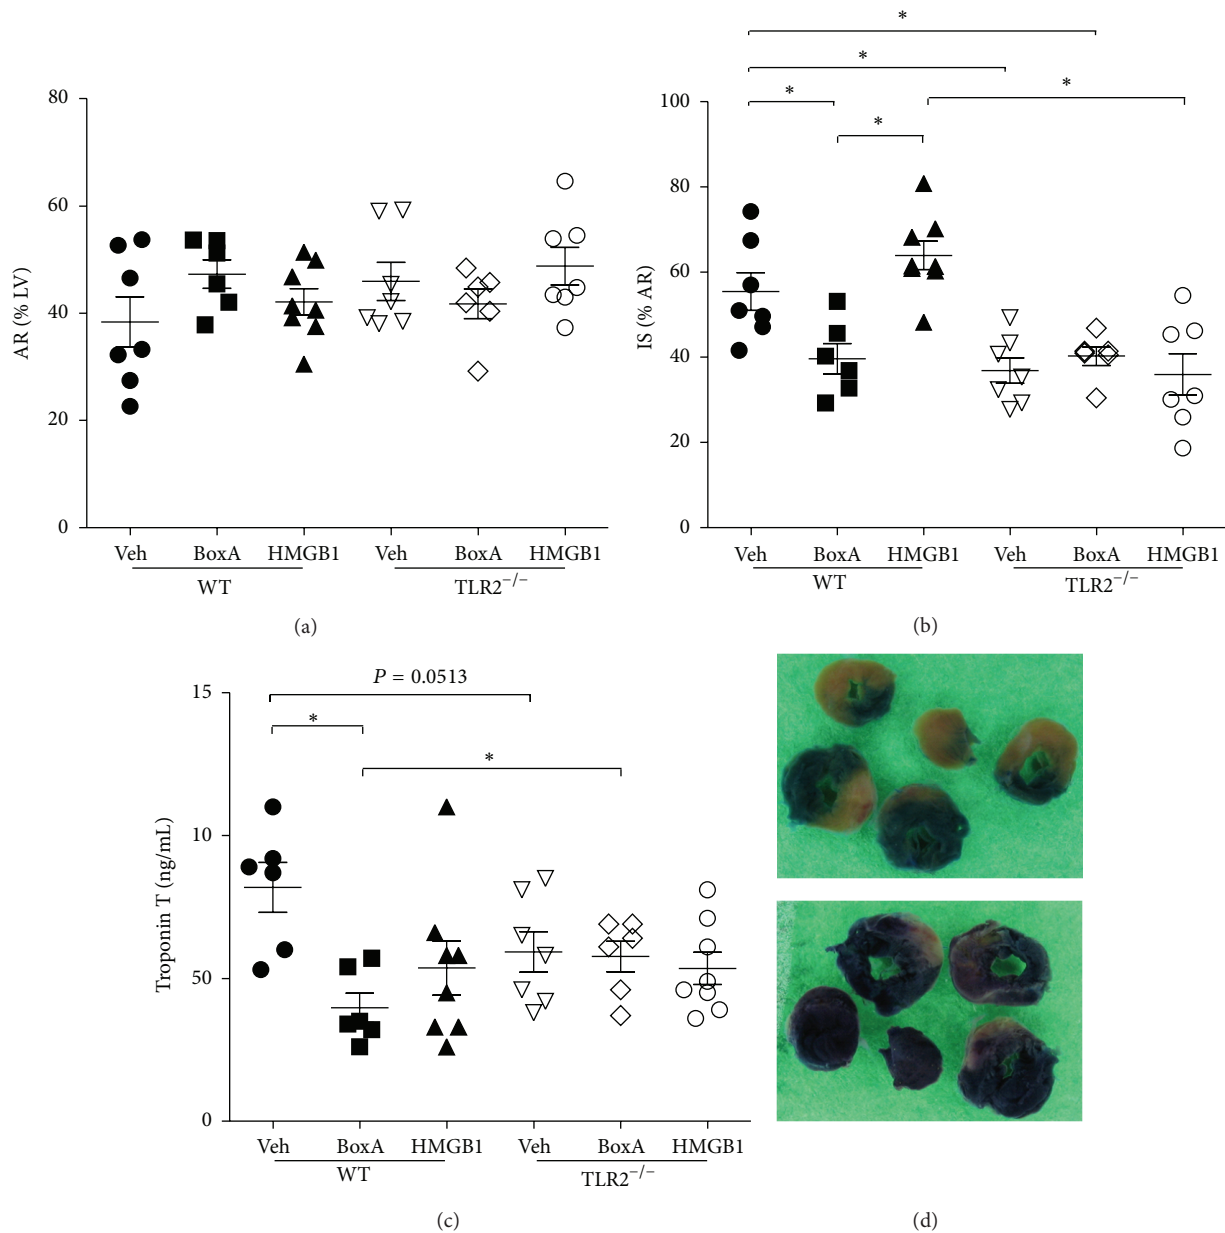 80
60
40
20
0
AR (% LV)
Veh BoxA HMGB1 Veh BoxA HMGB1
WT TLR2−/−
(a)
*
*
* *
*
100
80
60
40
20
0
IS (% AR)
Veh BoxA HMGB1 Veh BoxA HMGB1
WT TLR2−/−
(b)
P = 0.0513
*
*
15
10
50
0
Troponin T (ng/mL)
Veh BoxA HMGB1 Veh BoxA HMGB1
WT TLR2−/−
(c)
(d)